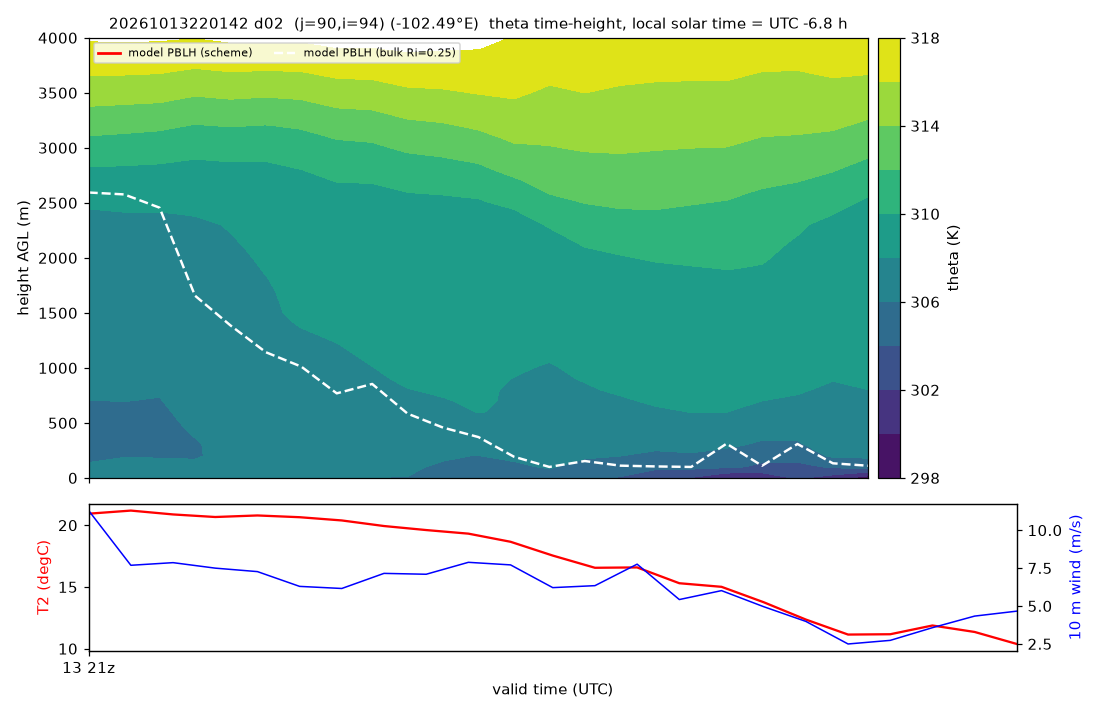 20261013220142 d02  (j=90,i=94) (-102.49°E)  theta time-height, local solar time = UTC -6.8 h
model PBLH (scheme)
model PBLH (bulk Ri=0.25)
4000
3500
3000
2500
2000
1500
1000
500
0
height AGL (m)
318
314
310
306
302
298
theta (K)
20
15
10
T2 (degC)
10.0
7.5
5.0
2.5
10 m wind (m/s)
13 21z
valid time (UTC)